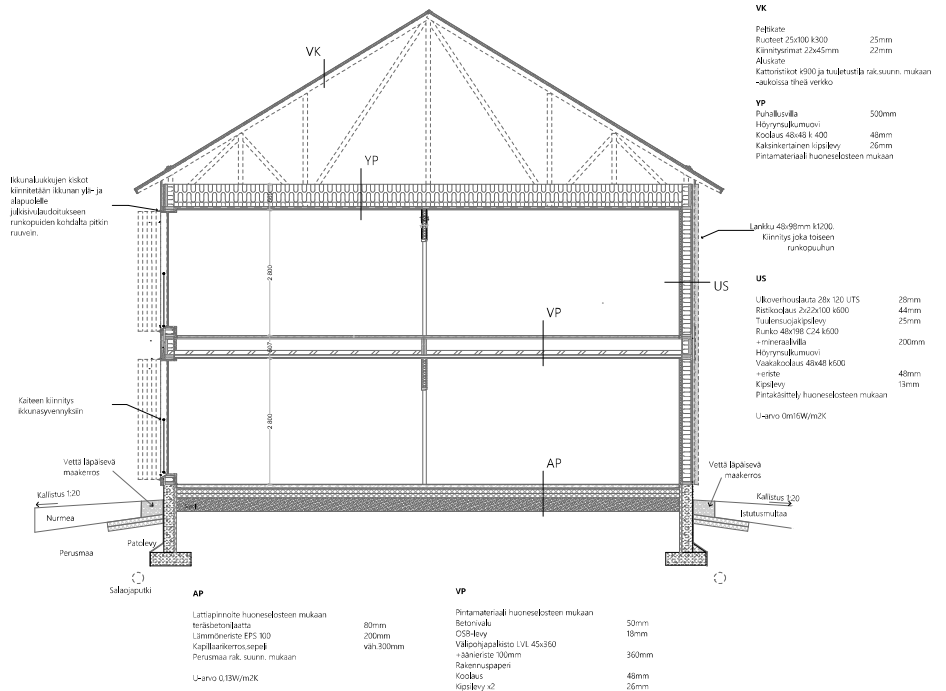 VK
Peltikate
Ruoteet 25x100 k300 25mm
Kiinnitysrimat 22x45mm 22mm
Aluskate
Kattoristikot k900 ja tuuletustila rak.suunn. mukaan
-aukoissa tiheä verkko
YP
Puhallusvilla 500mm
Höyrynsulkumuovi
Koolaus 48x48 k 400 48mm
Kaksinkertainen kipsilevy 26mm
Pintamateriaali huoneselosteen mukaan
VK
YP
Ikkunaluukkujen kiskot
kiinnitetään ikkunan ylä- ja
alapuolelle
julkisivulaudoitukseen
runkopuiden kohdalta pitkin
ruuvein.
Lankku 48x98mm k1200.
Kiinnitys joka toiseen
runkopuuhun
2 800
US
US
Ulkoverhouslauta 28x 120 UTS 28mm
Ristikoolaus 2x22x100 k600 44mm
Tuulensuojakipsilevy 25mm
Runko 48x198 C24 k600
+mineraalivilla 200mm
Höyrynsulkumuovi
Vaakakoolaus 48x48 k600
+eriste 48mm
Kipsilevy 13mm
Pintakäsittely huoneselosteen mukaan
U-arvo 0m16W/m2K
VP
607
Kaiteen kiinnitys
ikkunasyvennyksiin
2 800
AP
Vettä läpäisevä
maakerros
Vettä läpäisevä
maakerros
Kallistus 1:20
Kallistus 1:20
Nurmea
Istutusmultaa
Patolevy
Perusmaa
Salaojaputki
AP
Lattiapinnoite huoneselosteen mukaan
teräsbetonilaatta 80mm
Lämmöneriste EPS 100 200mm
Kapillaarikerros,sepeli väh.300mm
Perusmaa rak. suunn. mukaan
U-arvo 0,13W/m2K
VP
Pintamateriaali huoneselosteen mukaan
Betonivalu 50mm
OSB-levy 18mm
Välipohjapalkisto LVL 45x360
+äänieriste 100mm 360mm
Rakennuspaperi
Koolaus 48mm
Kipsilevy x2 26mm